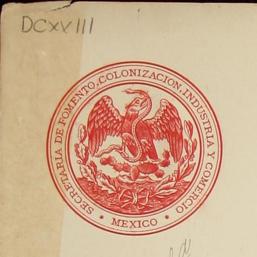 DCXVIII
SECRETARIA DE FOMENTO, COLONIZACION, INDUSTRIA Y COMERCIO
· MEXICO ·